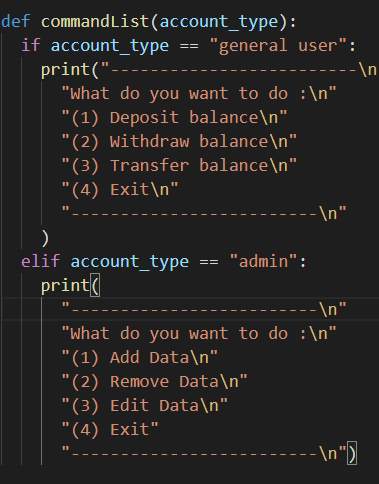 def commandList(account_type):
  if account_type == "general user":
    print("-------------------------\n
      "What do you want to do :\n"
      "(1) Deposit balance\n"
      "(2) Withdraw balance\n"
      "(3) Transfer balance\n"
      "(4) Exit\n"
      "-------------------------\n"
    )
  elif account_type == "admin":
    print(
      "-------------------------\n"
      "What do you want to do :\n"
      "(1) Add Data\n"
      "(2) Remove Data\n"
      "(3) Edit Data\n"
      "(4) Exit"
      "-------------------------\n")